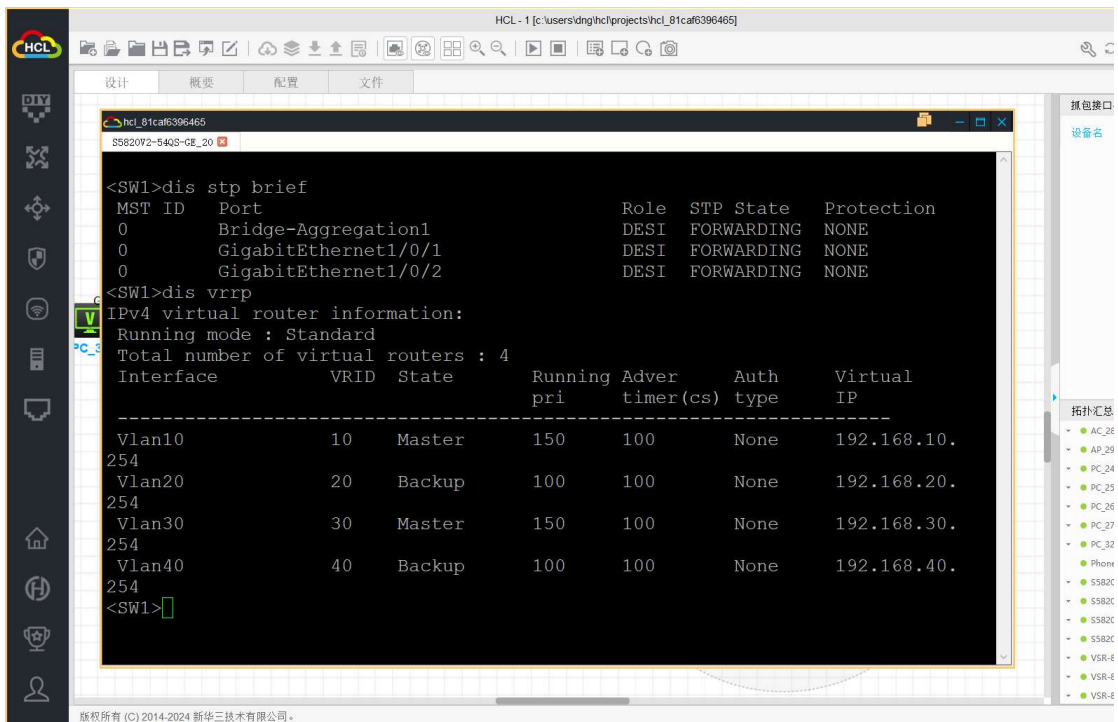 HCL - 1 [c:\users\dng\hcl\projects\hcl_81caf6396465]
HCL
设计 概要 配置 文件
DIY
抓包接口
设备名
hcl_81caf6396465
S5820V2-54QS-GE_20
<SW1>dis stp brief
MST ID Port Role STP State Protection
0 Bridge-Aggregation1 DESI FORWARDING NONE
0 GigabitEthernet1/0/1 DESI FORWARDING NONE
0 GigabitEthernet1/0/2 DESI FORWARDING NONE
<SW1>dis vrrp
IPv4 virtual router information:
Running mode : Standard
Total number of virtual routers : 4
Interface VRID State Running Adver Auth Virtual
pri timer(cs) type IP
---------------------------------------------------------------------
Vlan10 10 Master 150 100 None 192.168.10.
254
Vlan20 20 Backup 100 100 None 192.168.20.
254
Vlan30 30 Master 150 100 None 192.168.30.
254
Vlan40 40 Backup 100 100 None 192.168.40.
254
<SW1>
G
V
PC_3
拓扑汇总
AC_28
AP_29
PC_24
PC_25
PC_26
PC_27
PC_32
Phone
S5820
S5820
S5820
S5820
VSR-8
VSR-8
VSR-8
版权所有 (C) 2014-2024 新华三技术有限公司。